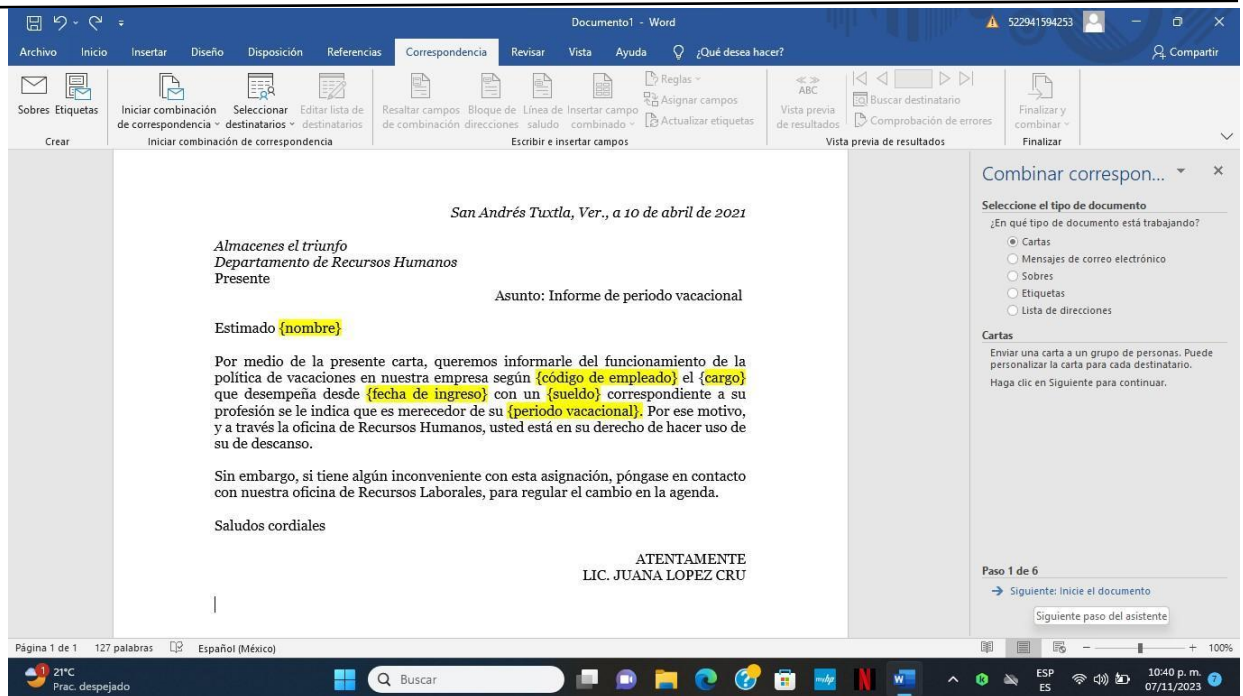 Documento1 - Word
522941594253
Archivo Inicio Insertar Diseño Disposición Referencias Correspondencia Revisar Vista Ayuda ¿Qué desea hacer? Compartir
Sobres Etiquetas
Crear
Iniciar combinación de correspondencia
Seleccionar destinatarios
Editar lista de destinatarios
Iniciar combinación de correspondencia
Resaltar campos de combinación
Bloque de direcciones
Línea de saludo
Insertar campo combinado
Reglas
Asignar campos
Actualizar etiquetas
Escribir e insertar campos
ABC
Vista previa de resultados
Buscar destinatario
Comprobación de errores
Vista previa de resultados
Finalizar y combinar
Finalizar
San Andrés Tuxtla, Ver., a 10 de abril de 2021
Almacenes el triunfo
Departamento de Recursos Humanos
Presente
Asunto: Informe de periodo vacacional
Estimado {nombre}
Por medio de la presente carta, queremos informarle del funcionamiento de la
política de vacaciones en nuestra empresa según {código de empleado} el {cargo}
que desempeña desde {fecha de ingreso} con un {sueldo} correspondiente a su
profesión se le indica que es merecedor de su {periodo vacacional}. Por ese motivo,
y a través la oficina de Recursos Humanos, usted está en su derecho de hacer uso de
su de descanso.
Sin embargo, si tiene algún inconveniente con esta asignación, póngase en contacto
con nuestra oficina de Recursos Laborales, para regular el cambio en la agenda.
Saludos cordiales
ATENTAMENTE
LIC. JUANA LOPEZ CRU
Combinar correspon...
Seleccione el tipo de documento
¿En qué tipo de documento está trabajando?
Cartas
Mensajes de correo electrónico
Sobres
Etiquetas
Lista de direcciones
Cartas
Enviar una carta a un grupo de personas. Puede
personalizar la carta para cada destinatario.
Haga clic en Siguiente para continuar.
Paso 1 de 6
Siguiente: Inicie el documento
Siguiente paso del asistente
Página 1 de 1 127 palabras Español (México) 100%
1
21°C
Prac. despejado
Buscar
mdp
N
W
ESP
ES
10:40 p. m.
07/11/2023
7